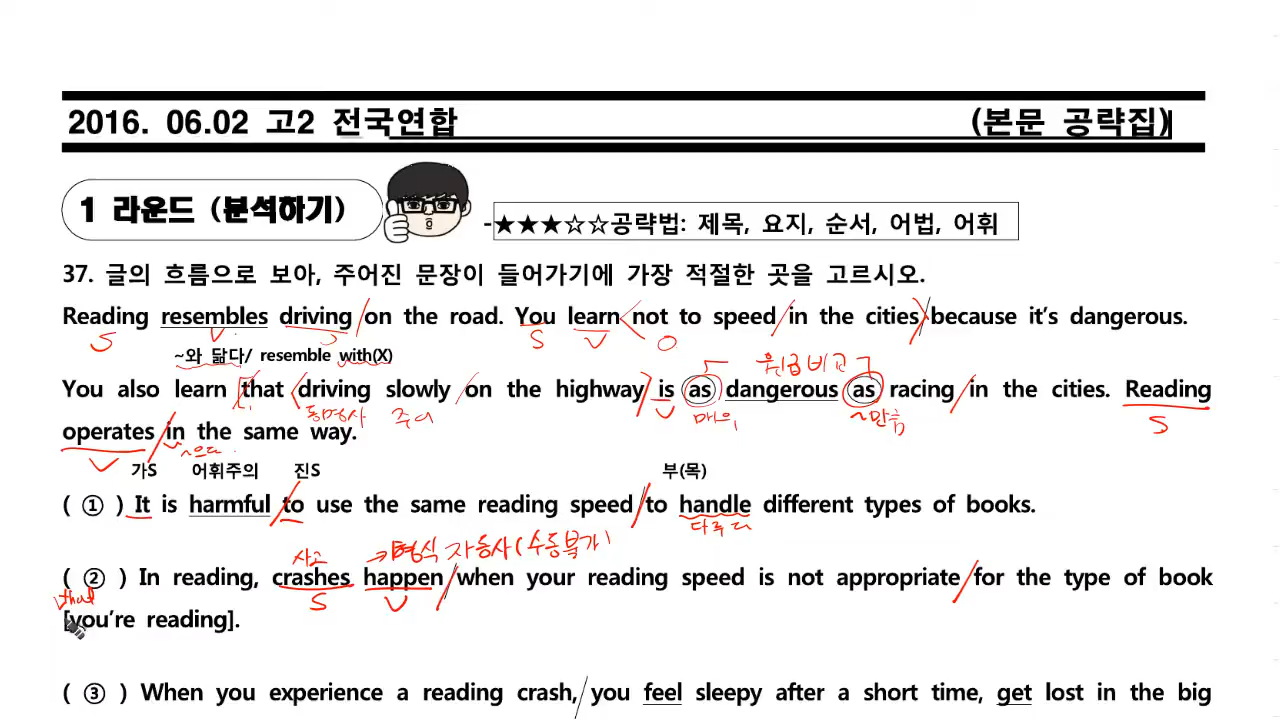 2016. 06.02 고2 전국연합 (본문 공략집)
1 라운드 (분석하기)
-★★★☆☆공략법: 제목, 요지, 순서, 어법, 어휘
37. 글의 흐름으로 보아, 주어진 문장이 들어가기에 가장 적절한 곳을 고르시오.
Reading resembles driving on the road. You learn not to speed in the cities because it's dangerous.
S V S V O
~와 닮다/ resemble with(X) 원급비교
You also learn that driving slowly on the highway is as dangerous as racing in the cities. Reading
동명사 주어 V 매우 ~만큼 S
operates in the same way.
V ~으로
가S 어휘주의 진S 부(목)
( ① ) It is harmful to use the same reading speed to handle different types of books.
다루다
사고 →1형식 자동사(수동불가)
( ② ) In reading, crashes happen when your reading speed is not appropriate for the type of book
that S V
[you're reading].
( ③ ) When you experience a reading crash, you feel sleepy after a short time, get lost in the big